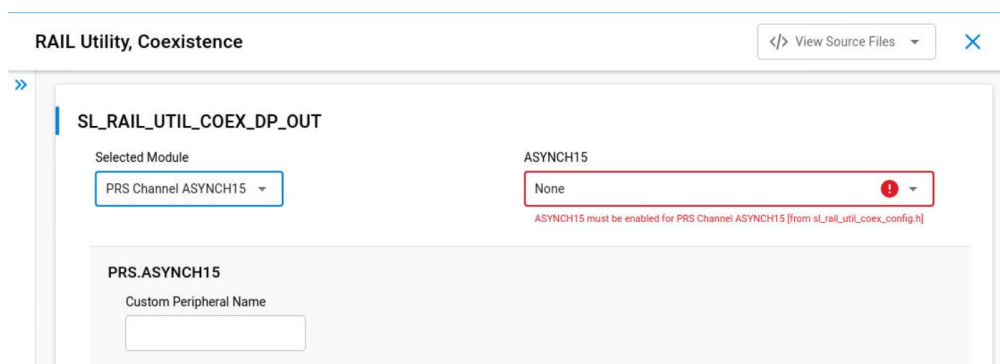 RAIL Utility, Coexistence
</> View Source Files
SL_RAIL_UTIL_COEX_DP_OUT
Selected Module
ASYNCH15
PRS Channel ASYNCH15
None
ASYNCH15 must be enabled for PRS Channel ASYNCH15 [from sl_rail_util_coex_config.h]
PRS.ASYNCH15
Custom Peripheral Name